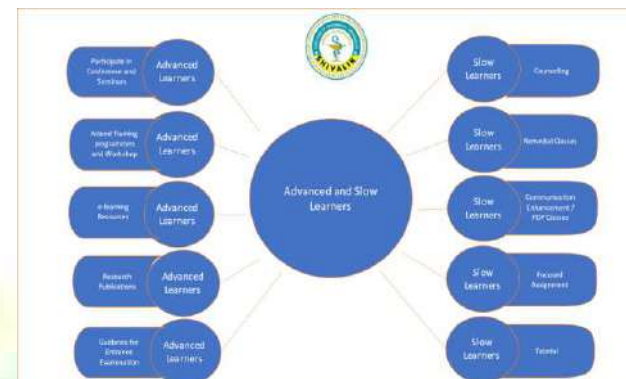 SHIVALIK
Participate in
Conference and
Seminars
Advanced
Learners
Attend Training
programmes
and Workshop
Advanced
Learners
e-learning
Resources
Advanced
Learners
Research
Publications
Advanced
Learners
Guidance for
Entrance
Examination
Advanced
Learners
Advanced and Slow
Learners
Slow
Learners
Counselling
Slow
Learners
Remedial Classes
Slow
Learners
Communication
Enhancement /
PDP Classes
Slow
Learners
Focused
Assignment
Slow
Learners
Tutorial